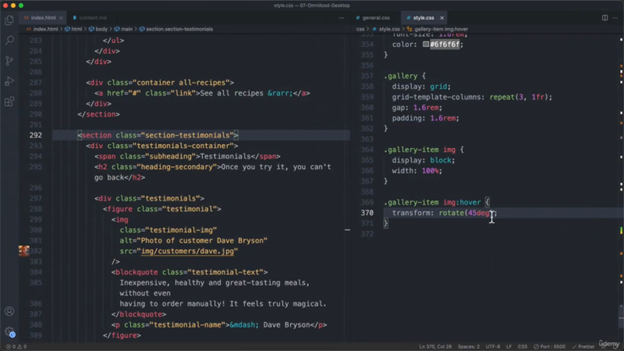 style.css — 07-Omnifood-Desktop
index.html
content.md
general.css
style.css
index.html > html > body > main > section.section-testimonials
css > style.css > .gallery-item img:hover
283 </ul>
284 </div>
285 </div>
286
287 <div class="container all-recipes">
288 <a href="#" class="link">See all recipes &rarr;</a>
289 </div>
290 </section>
291
292 <section class="section-testimonials">
293 <div class="testimonials-container">
294 <span class="subheading">Testimonials</span>
295 <h2 class="heading-secondary">Once you try it, you can't
go back</h2>
296
297 <div class="testimonials">
298 <figure class="testimonial">
299 <img
300 class="testimonial-img"
301 alt="Photo of customer Dave Bryson"
302 src="img/customers/dave.jpg"
303 />
304 <blockquote class="testimonial-text">
305 Inexpensive, healthy and great-tasting meals,
without even
306 having to order manually! It feels truly magical.
307 </blockquote>
308 <p class="testimonial-name">&mdash; Dave Bryson</p>
309 </figure>
353 font-size: 1.6rem;
354 color: #6f6f6f;
355 }
356
357 .gallery {
358 display: grid;
359 grid-template-columns: repeat(3, 1fr);
360 gap: 1.6rem;
361 padding: 1.6rem;
362 }
363
364 .gallery-item img {
365 display: block;
366 width: 100%;
367 }
368
369 .gallery-item img:hover {
370 transform: rotate(45deg);
371 }
372
Spaces: 2 UTF-8 LF CSS Port : 5500 Prettier
Udemy